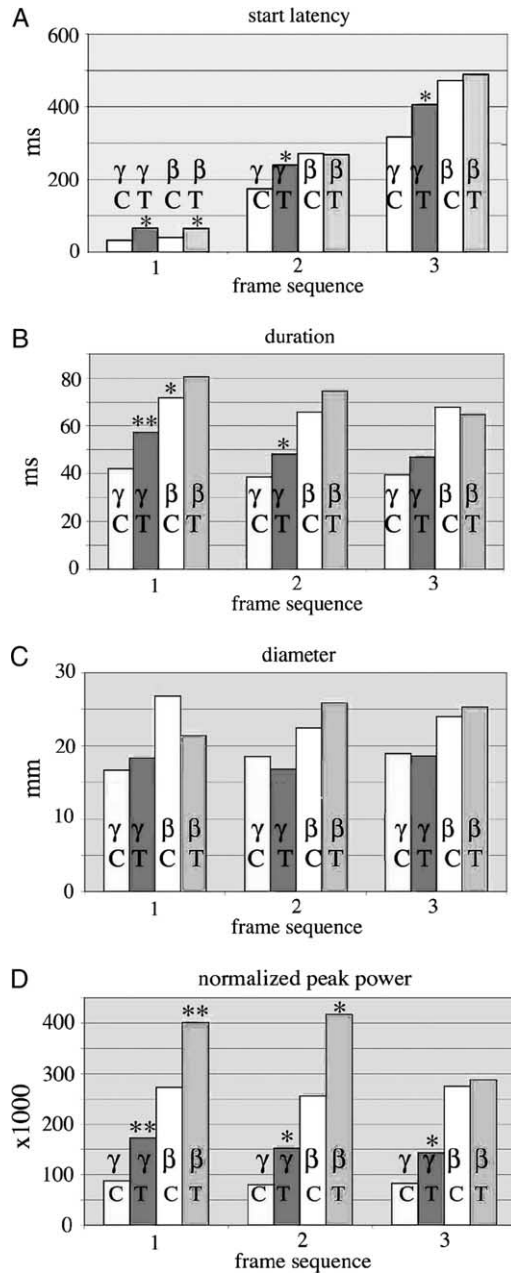 A
start latency
600
400
200
0
ms
γ γ β β
C T C T
* *
γ γ * β β
C T C T
*
γ γ β β
C T C T
1 2 3
frame sequence
B
duration
80
60
40
20
0
ms
** *
γ γ β β
C T C T
*
γ γ β β
C T C T
γ γ β β
C T C T
1 2 3
frame sequence
C
diameter
30
20
10
0
mm
γ γ β β
C T C T
γ γ β β
C T C T
γ γ β β
C T C T
1 2 3
frame sequence
D
normalized peak power
400
300
200
100
0
x1000
** **
γ γ β β
C T C T
* *
γ γ β β
C T C T
*
γ γ β β
C T C T
1 2 3
frame sequence